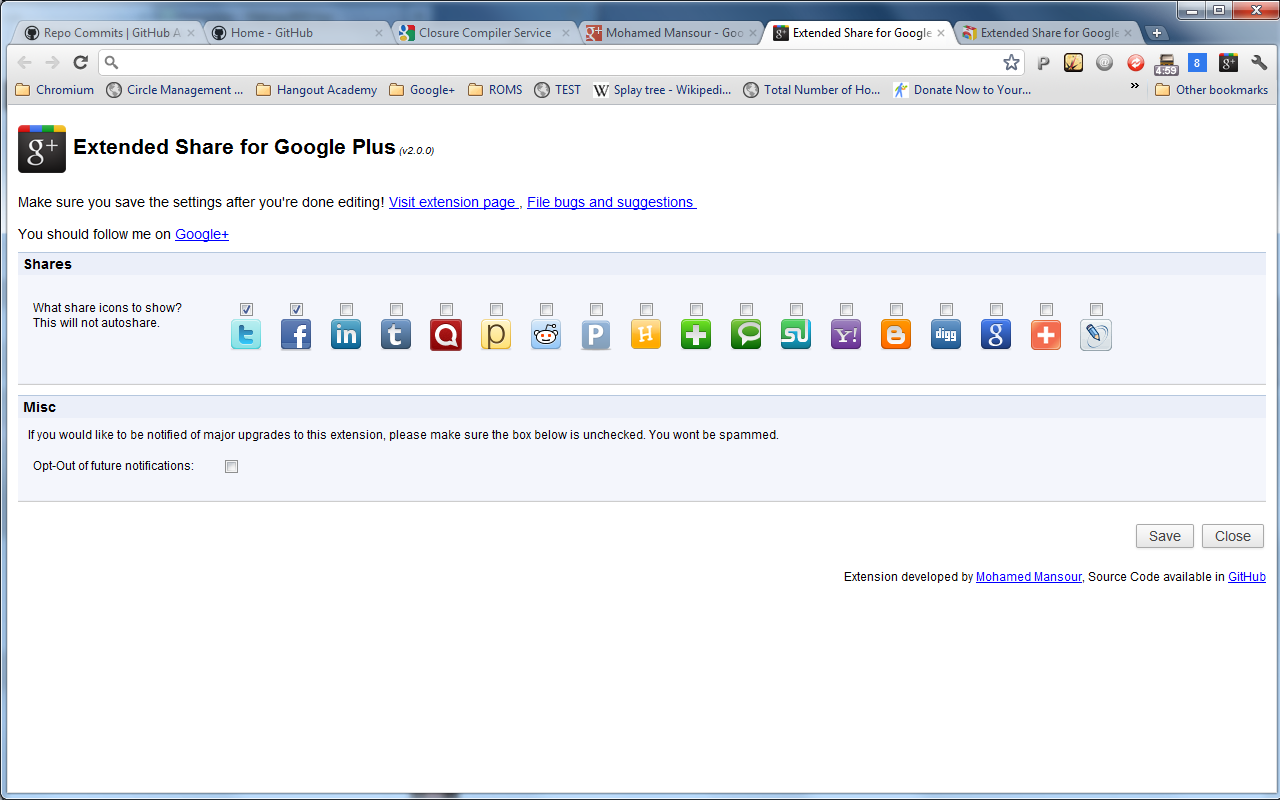 Repo Commits | GitHub A
Home - GitHub
Closure Compiler Service
Mohamed Mansour - Goo
Extended Share for Google
Extended Share for Google
4:59
8
g+
Chromium
Circle Management ...
Hangout Academy
Google+
ROMS
TEST
W
Splay tree - Wikipedi...
Total Number of Ho...
Donate Now to Your...
»
Other bookmarks
g+
Extended Share for Google Plus (v2.0.0)
Make sure you save the settings after you're done editing! Visit extension page , File bugs and suggestions
You should follow me on Google+
Shares
What share icons to show?
This will not autoshare.
t f in t Q p P H SU Y! B digg g
Misc
If you would like to be notified of major upgrades to this extension, please make sure the box below is unchecked. You wont be spammed.
Opt-Out of future notifications:
Save
Close
Extension developed by Mohamed Mansour, Source Code available in GitHub